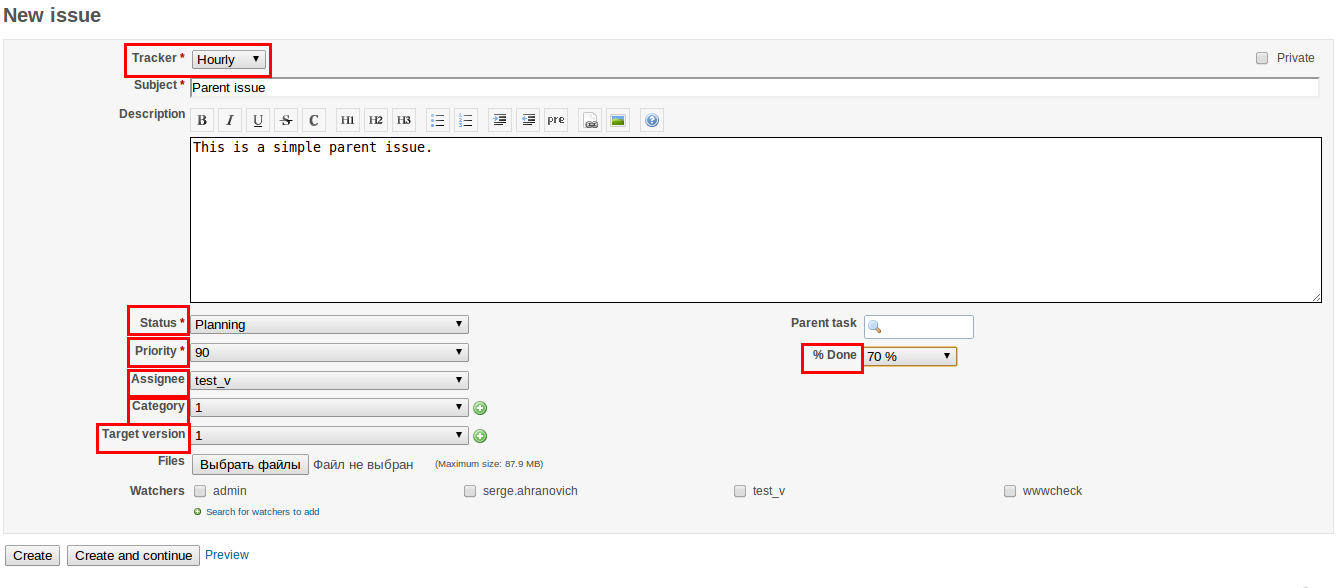 New issue
Tracker * Hourly Private
Subject * Parent issue
Description B I U S C H1 H2 H3 pre
This is a simple parent issue.
Status * Planning Parent task
Priority * 90 % Done 70 %
Assignee test_v
Category 1
Target version 1
Files Выбрать файлы Файл не выбран (Maximum size: 87.9 MB)
Watchers admin serge.ahranovich test_v wwwcheck
Search for watchers to add
Create Create and continue Preview